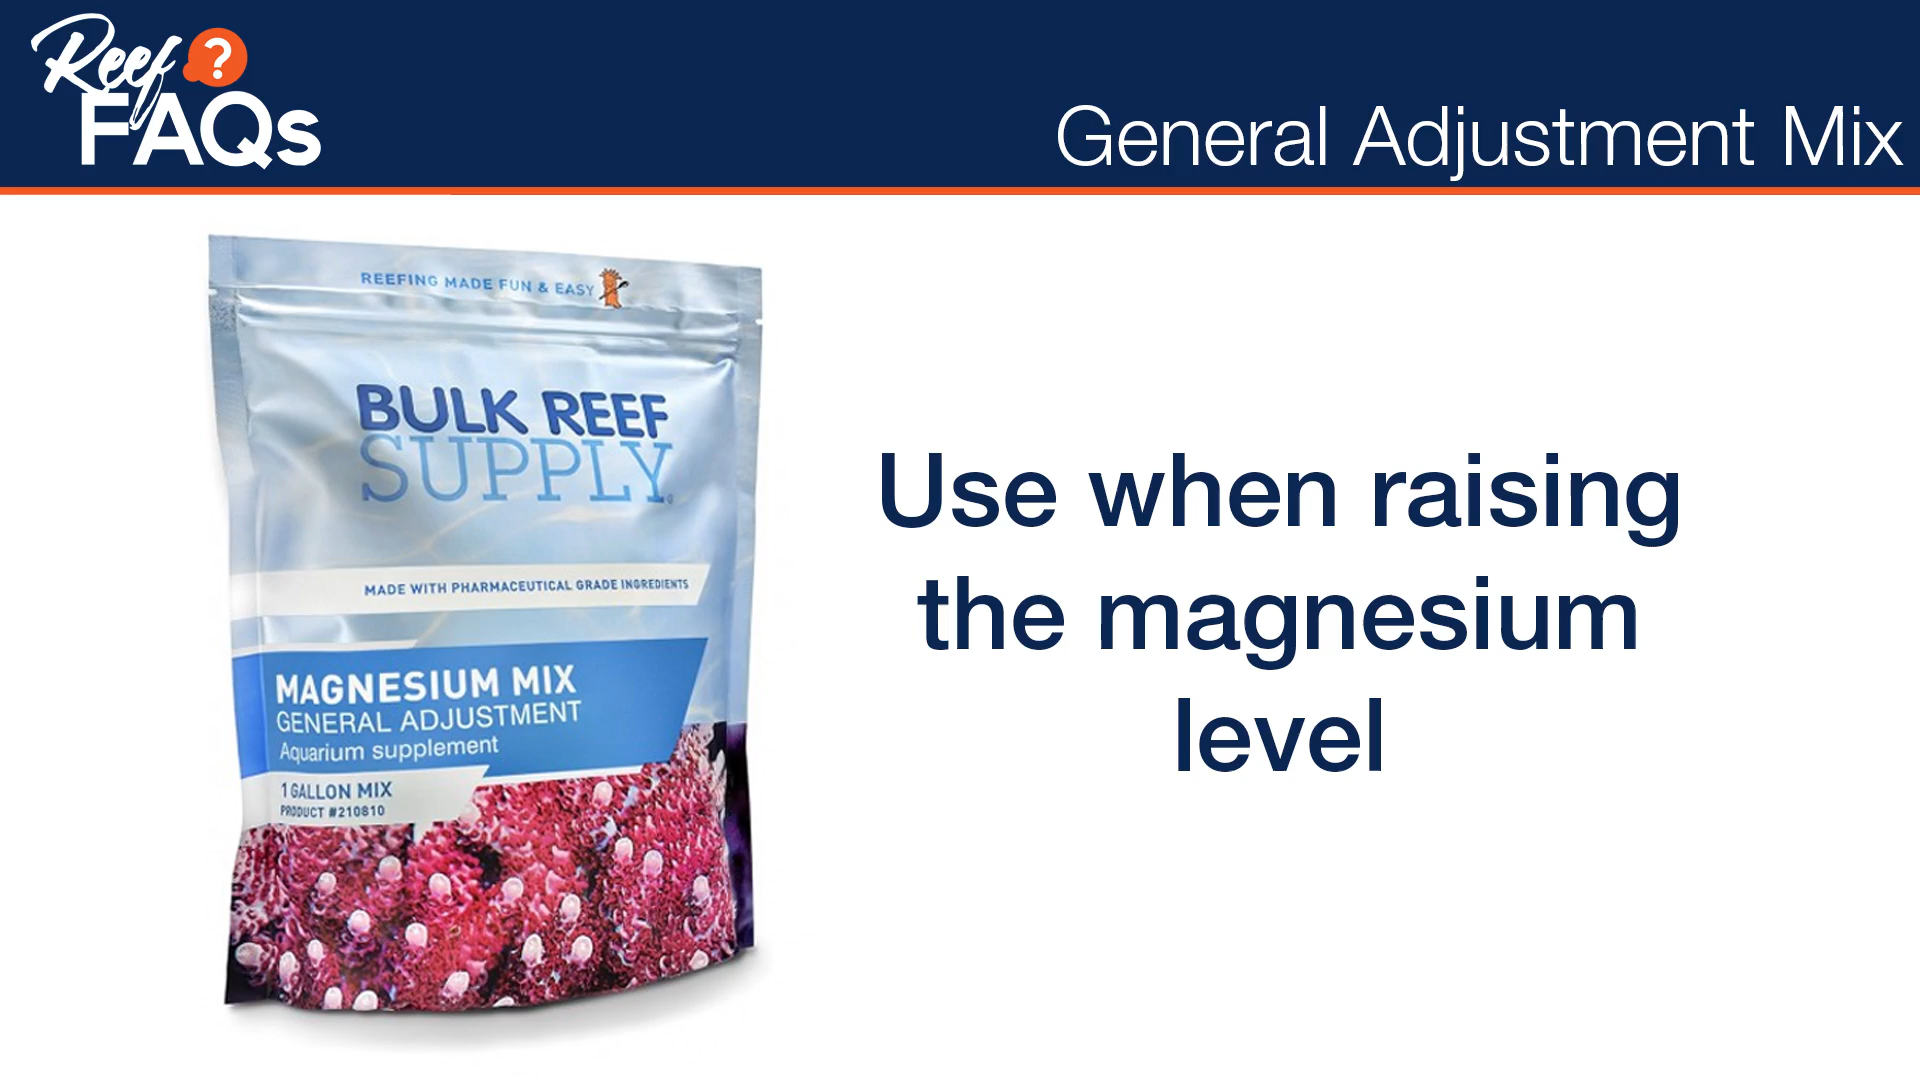 Reef
FAQs
?
General Adjustment Mix
REEFING MADE FUN & EASY
BULK REEF
SUPPLY
MADE WITH PHARMACEUTICAL GRADE INGREDIENTS
MAGNESIUM MIX
GENERAL ADJUSTMENT
Aquarium supplement
1 GALLON MIX
PRODUCT #210810
Use when raising
the magnesium
level